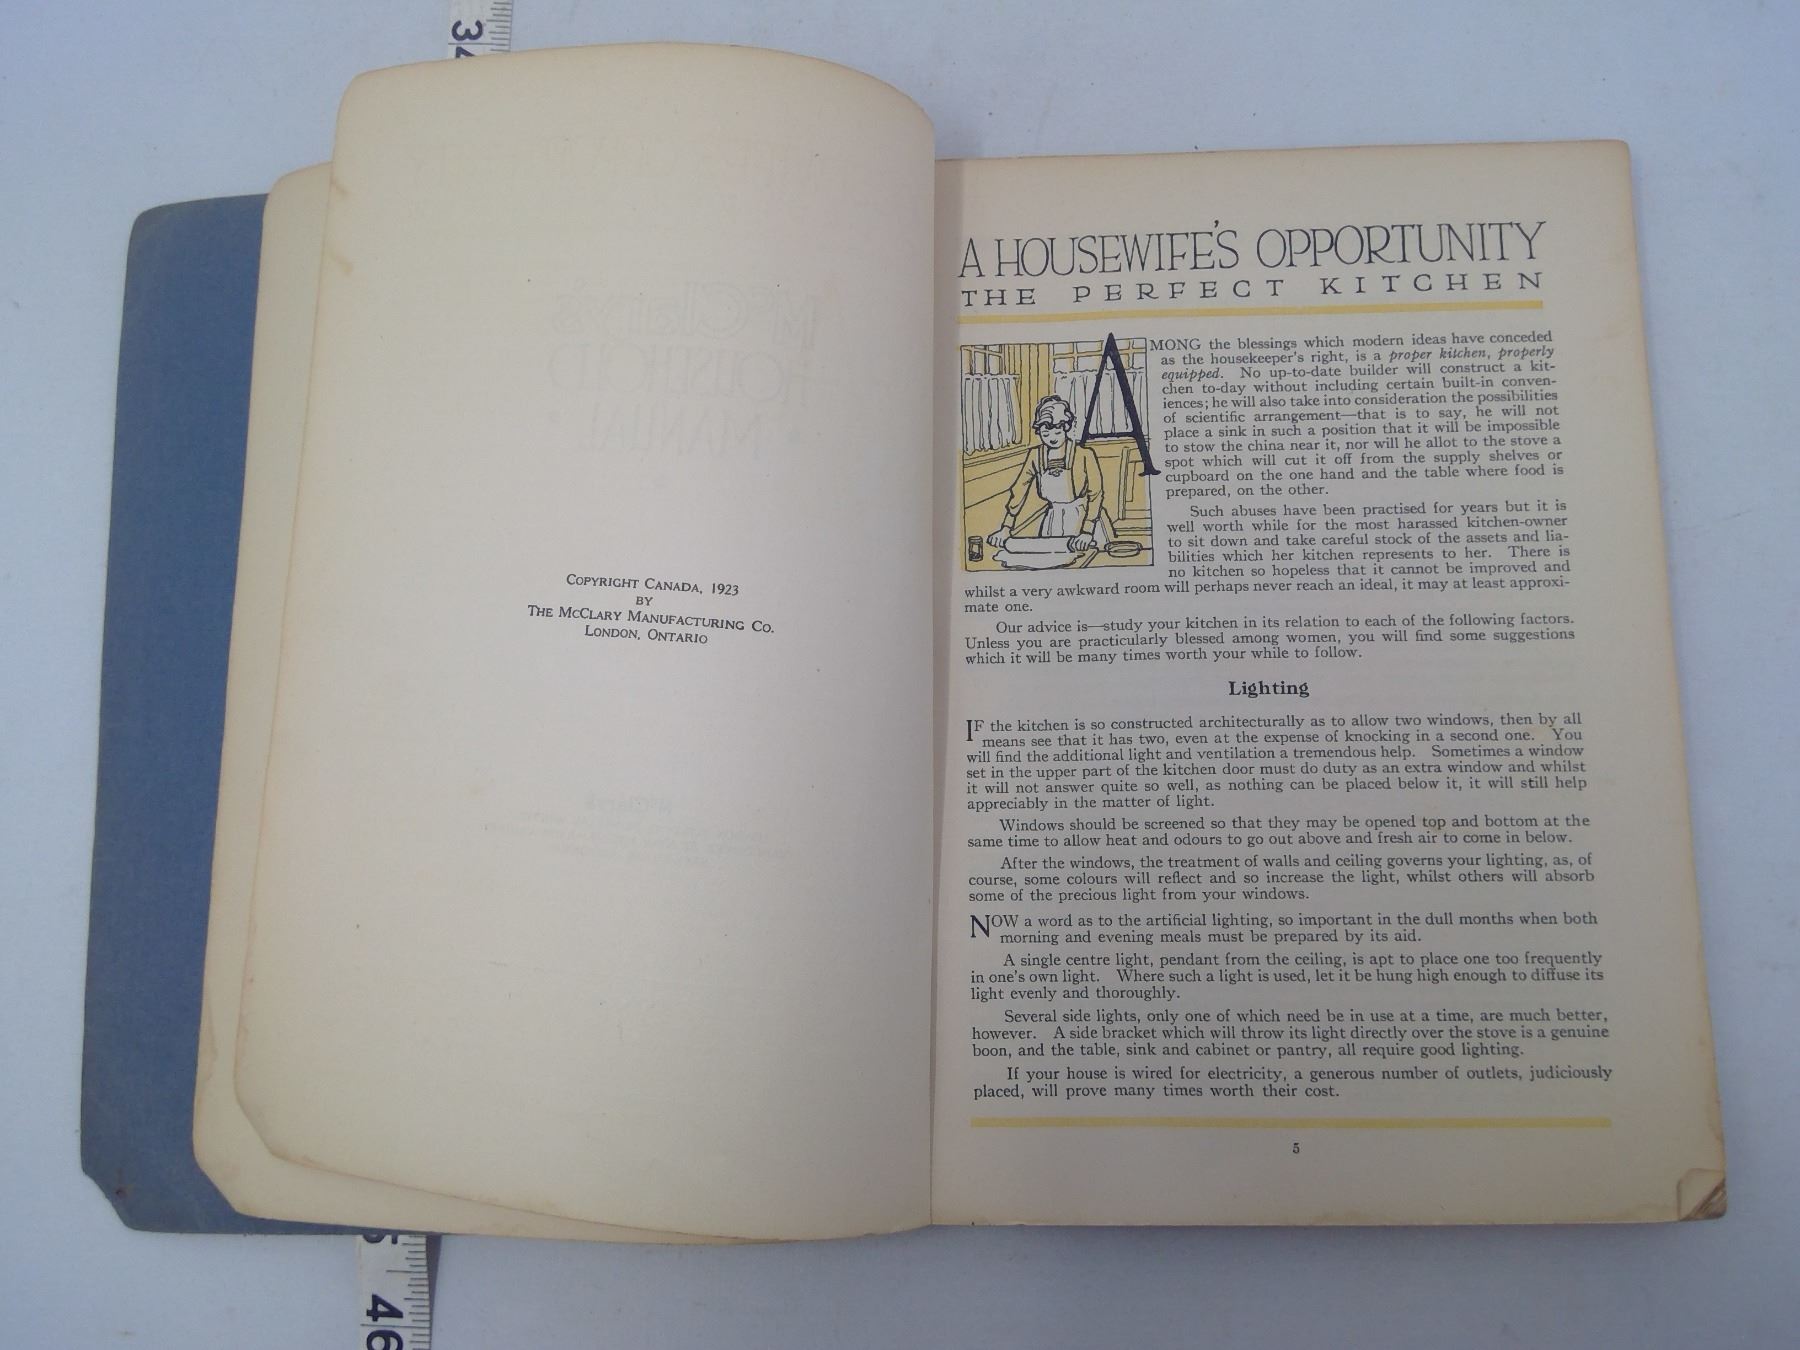 34
COPYRIGHT CANADA, 1923
BY
THE MCCLARY MANUFACTURING CO.
LONDON, ONTARIO
5
46
A HOUSEWIFE'S OPPORTUNITY
THE PERFECT KITCHEN
AMONG the blessings which modern ideas have conceded
as the housekeeper's right, is a proper kitchen, properly
equipped. No up-to-date builder will construct a kit-
chen to-day without including certain built-in conven-
iences; he will also take into consideration the possibilities
of scientific arrangement—that is to say, he will not
place a sink in such a position that it will be impossible
to stow the china near it, nor will he allot to the stove a
spot which will cut it off from the supply shelves or
cupboard on the one hand and the table where food is
prepared, on the other.
Such abuses have been practised for years but it is
well worth while for the most harassed kitchen-owner
to sit down and take careful stock of the assets and lia-
bilities which her kitchen represents to her. There is
no kitchen so hopeless that it cannot be improved and
whilst a very awkward room will perhaps never reach an ideal, it may at least approxi-
mate one.
Our advice is—study your kitchen in its relation to each of the following factors.
Unless you are practicularly blessed among women, you will find some suggestions
which it will be many times worth your while to follow.
Lighting
IF the kitchen is so constructed architecturally as to allow two windows, then by all
means see that it has two, even at the expense of knocking in a second one. You
will find the additional light and ventilation a tremendous help. Sometimes a window
set in the upper part of the kitchen door must do duty as an extra window and whilst
it will not answer quite so well, as nothing can be placed below it, it will still help
appreciably in the matter of light.
Windows should be screened so that they may be opened top and bottom at the
same time to allow heat and odours to go out above and fresh air to come in below.
After the windows, the treatment of walls and ceiling governs your lighting, as, of
course, some colours will reflect and so increase the light, whilst others will absorb
some of the precious light from your windows.
NOW a word as to the artificial lighting, so important in the dull months when both
morning and evening meals must be prepared by its aid.
A single centre light, pendant from the ceiling, is apt to place one too frequently
in one's own light. Where such a light is used, let it be hung high enough to diffuse its
light evenly and thoroughly.
Several side lights, only one of which need be in use at a time, are much better,
however. A side bracket which will throw its light directly over the stove is a genuine
boon, and the table, sink and cabinet or pantry, all require good lighting.
If your house is wired for electricity, a generous number of outlets, judiciously
placed, will prove many times worth their cost.
5